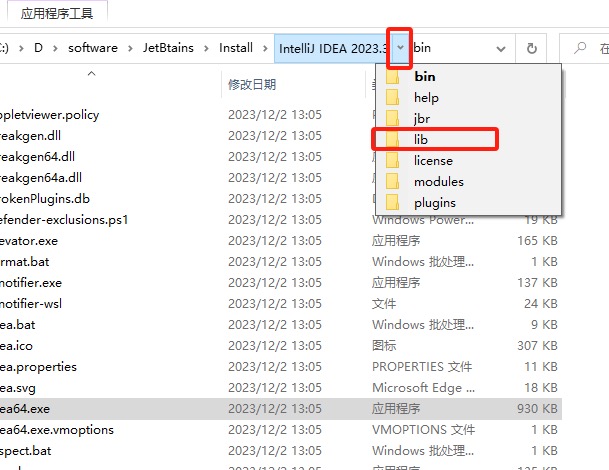 应用程序工具
:) D software JetBtains Install IntelliJ IDEA 2023.3 bin 在
修改日期
bin
help
jbr
lib
license
modules
plugins
ppletviewer.policy 2023/12/2 13:05
reakgen.dll 2023/12/2 13:05
reakgen64.dll 2023/12/2 13:05
reakgen64a.dll 2023/12/2 13:05
rokenPlugins.db 2023/12/2 13:05
efender-exclusions.ps1 2023/12/2 13:05 Windows Power... 19 KB
evator.exe 2023/12/2 13:05 应用程序 165 KB
rmat.bat 2023/12/2 13:05 Windows 批处理... 1 KB
notifier.exe 2023/12/2 13:05 应用程序 137 KB
notifier-wsl 2023/12/2 13:05 文件 24 KB
ea.bat 2023/12/2 13:05 Windows 批处理... 9 KB
ea.ico 2023/12/2 13:05 图标 307 KB
ea.properties 2023/12/2 13:05 PROPERTIES 文件 12 KB
ea.svg 2023/12/2 13:05 Microsoft Edge ... 18 KB
ea64.exe 2023/12/2 13:05 应用程序 930 KB
ea64.exe.vmoptions 2023/12/2 13:05 VMOPTIONS 文件 1 KB
spect.bat 2023/12/2 13:05 Windows 批处理... 1 KB